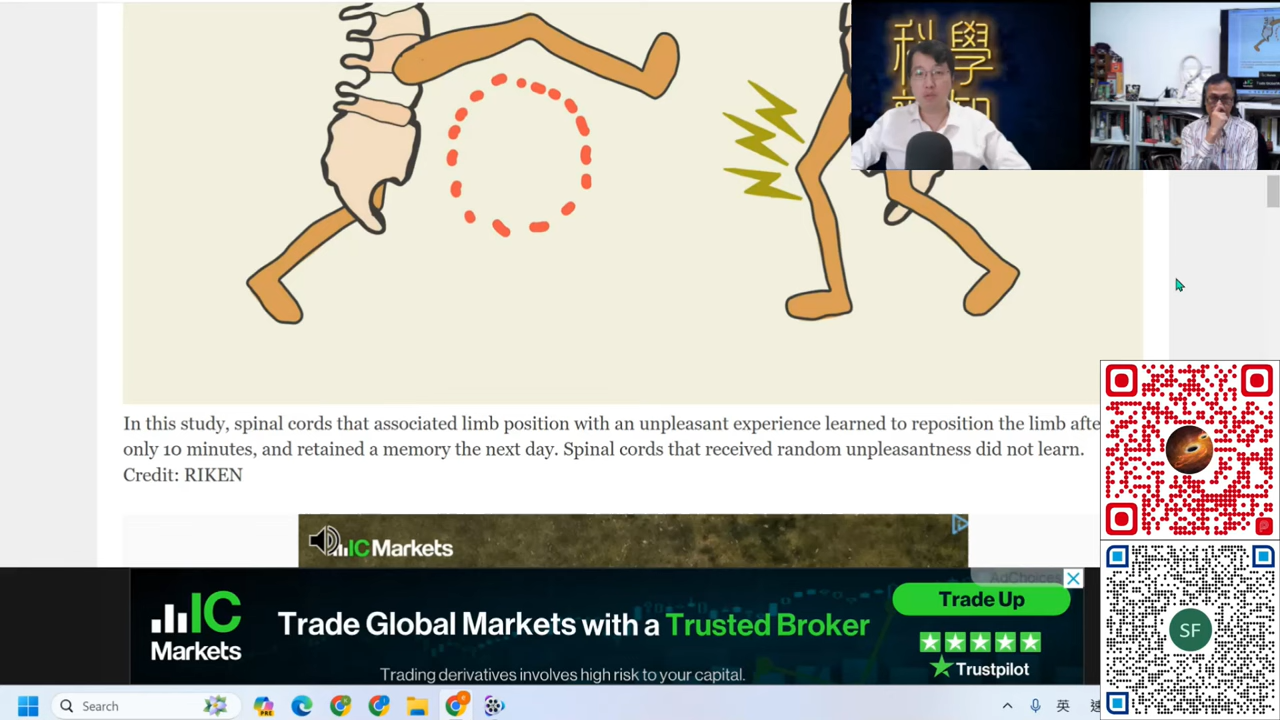 科學
In this study, spinal cords that associated limb position with an unpleasant experience learned to reposition the limb afte
only 10 minutes, and retained a memory the next day. Spinal cords that received random unpleasantness did not learn.
Credit: RIKEN
IC Markets
AdChoices
IC
Markets
Trade Global Markets with a Trusted Broker
Trading derivatives involves high risk to your capital.
Trade Up
Trustpilot
SF
Search
PRE
英